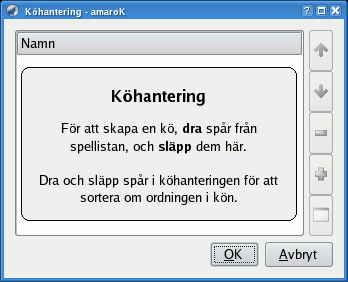 Köhantering - amaroK
Namn
Köhantering
För att skapa en kö, dra spår från
spellistan, och släpp dem här.
Dra och släpp spår i köhanteringen för att
sortera om ordningen i kön.
OK
Avbryt